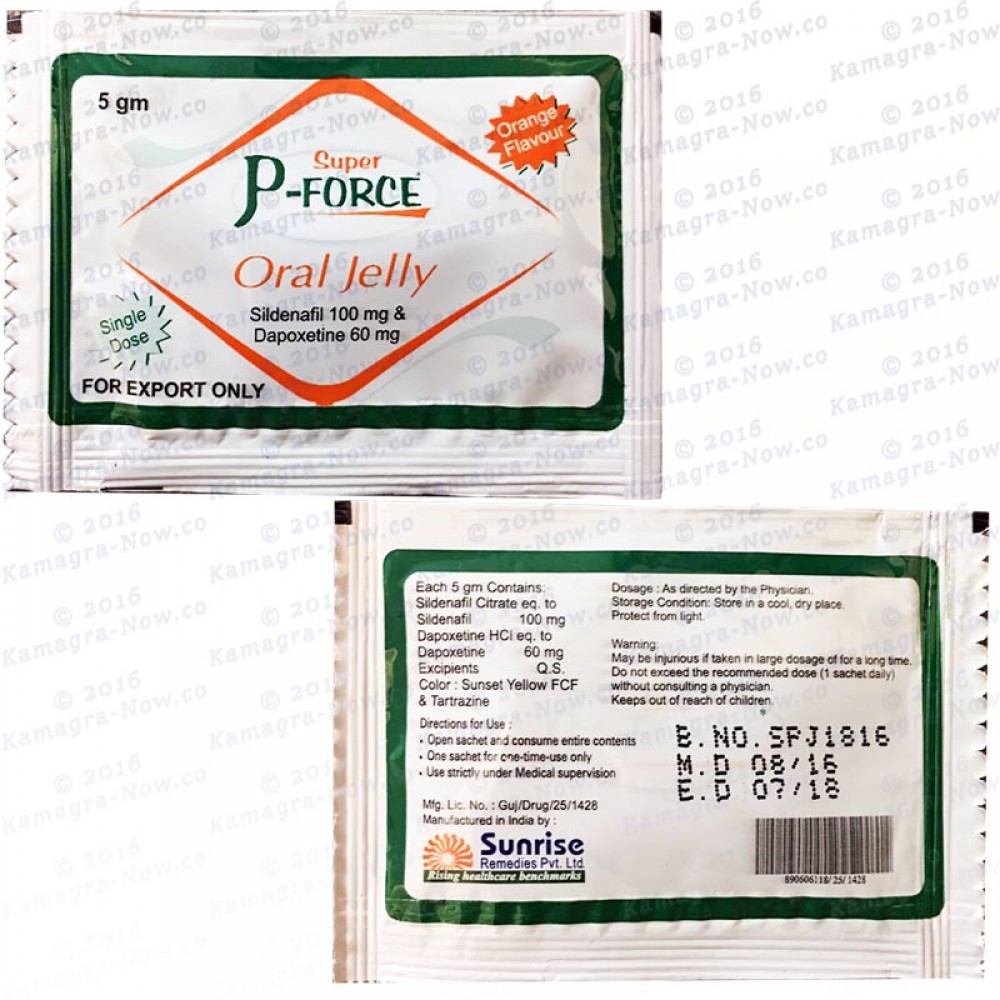 5 gm
Orange
Flavour
Super
P-FORCE
Oral Jelly
Sildenafil 100 mg &
Dapoxetine 60 mg
Single
Dose
FOR EXPORT ONLY
Each 5 gm Contains:
Sildenafil Citrate eq. to
Sildenafil 100 mg
Dapoxetine HCl eq. to
Dapoxetine 60 mg
Excipients Q.S.
Color : Sunset Yellow FCF
& Tartrazine
Directions for Use :
• Open sachet and consume entire contents
• One sachet for one-time-use only
• Use strictly under Medical supervision
Mfg. Lic. No. : Guj/Drug/25/1428
Manufactured in India by :
Sunrise
Remedies Pvt. Ltd.
Rising healthcare benchmarks
Dosage : As directed by the Physician.
Storage Condition: Store in a cool, dry place.
Protect from light.
Warning:
May be injurious if taken in large dosage of for a long time.
Do not exceed the recommended dose (1 sachet daily)
without consulting a physician.
Keeps out of reach of children.
B.NO.SPJ1816
M.D 08/16
E.D 07/18
890606118/25/1428
© 2016
Kamagra-Now.co